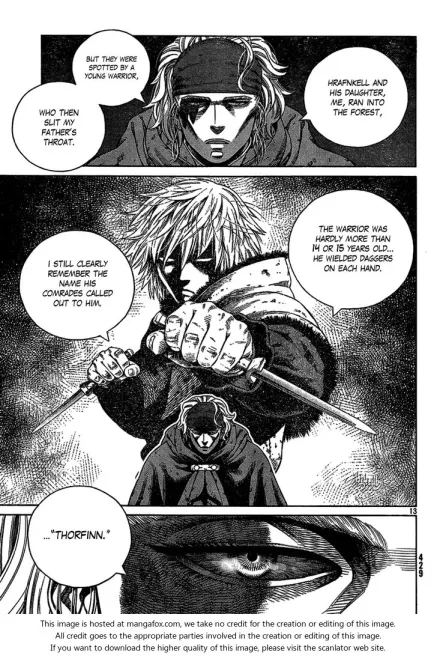 HRAFNKELL AND
HIS DAUGHTER,
ME, RAN INTO
THE FOREST,
BUT THEY WERE
SPOTTED BY A
YOUNG WARRIOR,
WHO THEN
SLIT MY
FATHER'S
THROAT.
THE WARRIOR WAS
HARDLY MORE THAN
14 OR 15 YEARS OLD...
HE WIELDED DAGGERS
ON EACH HAND.
I STILL CLEARLY
REMEMBER THE
NAME HIS
COMRADES CALLED
OUT TO HIM.
13
..."THORFINN."
429
This image is hosted at mangafox.com, we take no credit for the creation or editing of this image.
All credit goes to the appropriate parties involved in the creation or editing of this image.
If you want to download the higher quality of this image, please visit the scanlator web site.